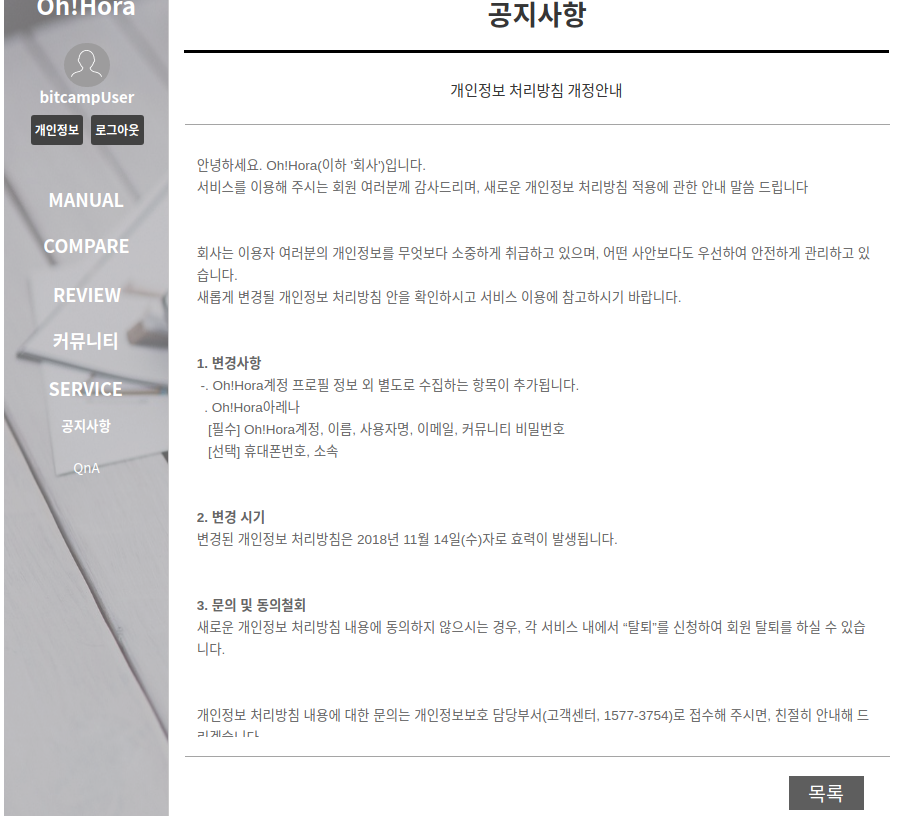 Oh!Hora
bitcampUser
개인정보 로그아웃
MANUAL
COMPARE
REVIEW
커뮤니티
SERVICE
공지사항
QnA
공지사항
개인정보 처리방침 개정안내
안녕하세요. Oh!Hora(이하 '회사')입니다.
서비스를 이용해 주시는 회원 여러분께 감사드리며, 새로운 개인정보 처리방침 적용에 관한 안내 말씀 드립니다
회사는 이용자 여러분의 개인정보를 무엇보다 소중하게 취급하고 있으며, 어떤 사안보다도 우선하여 안전하게 관리하고 있
습니다.
새롭게 변경될 개인정보 처리방침 안을 확인하시고 서비스 이용에 참고하시기 바랍니다.
1. 변경사항
-. Oh!Hora계정 프로필 정보 외 별도로 수집하는 항목이 추가됩니다.
. Oh!Hora아레나
[필수] Oh!Hora계정, 이름, 사용자명, 이메일, 커뮤니티 비밀번호
[선택] 휴대폰번호, 소속
2. 변경 시기
변경된 개인정보 처리방침은 2018년 11월 14일(수)자로 효력이 발생됩니다.
3. 문의 및 동의철회
새로운 개인정보 처리방침 내용에 동의하지 않으시는 경우, 각 서비스 내에서 “탈퇴”를 신청하여 회원 탈퇴를 하실 수 있습
니다.
개인정보 처리방침 내용에 대한 문의는 개인정보보호 담당부서(고객센터, 1577-3754)로 접수해 주시면, 친절히 안내해 드
리겠습니다
목록